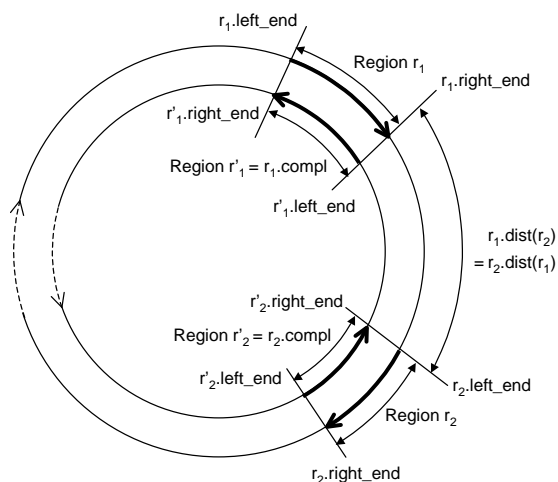 r1.left_end
Region r1
r1.right_end
r'1.right_end
Region r'1 = r1.compl
r'1.left_end
r1.dist(r2)
= r2.dist(r1)
r'2.right_end
Region r'2 = r2.compl
r'2.left_end
r2.left_end
Region r2
r2.right_end